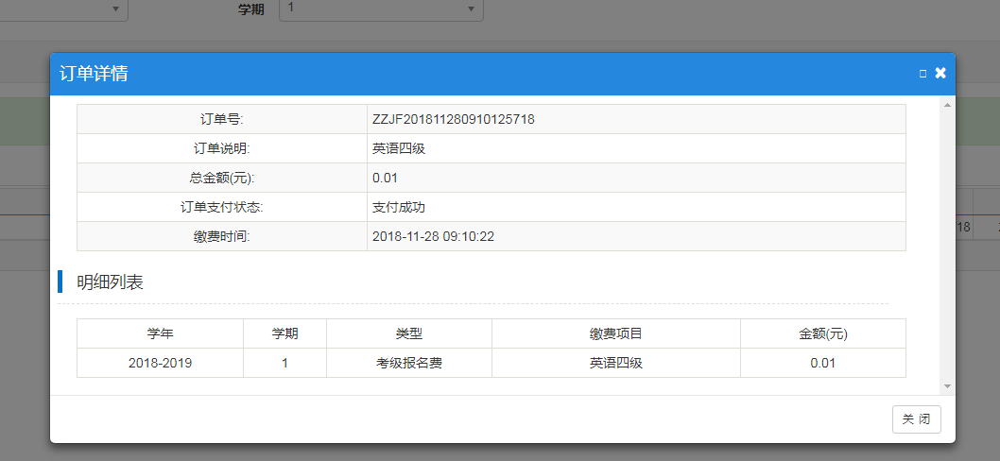 学期 1
订单详情
订单号: ZZJF201811280910125718
订单说明: 英语四级
总金额(元): 0.01
订单支付状态: 支付成功
缴费时间: 2018-11-28 09:10:22
18
明细列表
学年 学期 类型 缴费项目 金额(元)
2018-2019 1 考级报名费 英语四级 0.01
关 闭